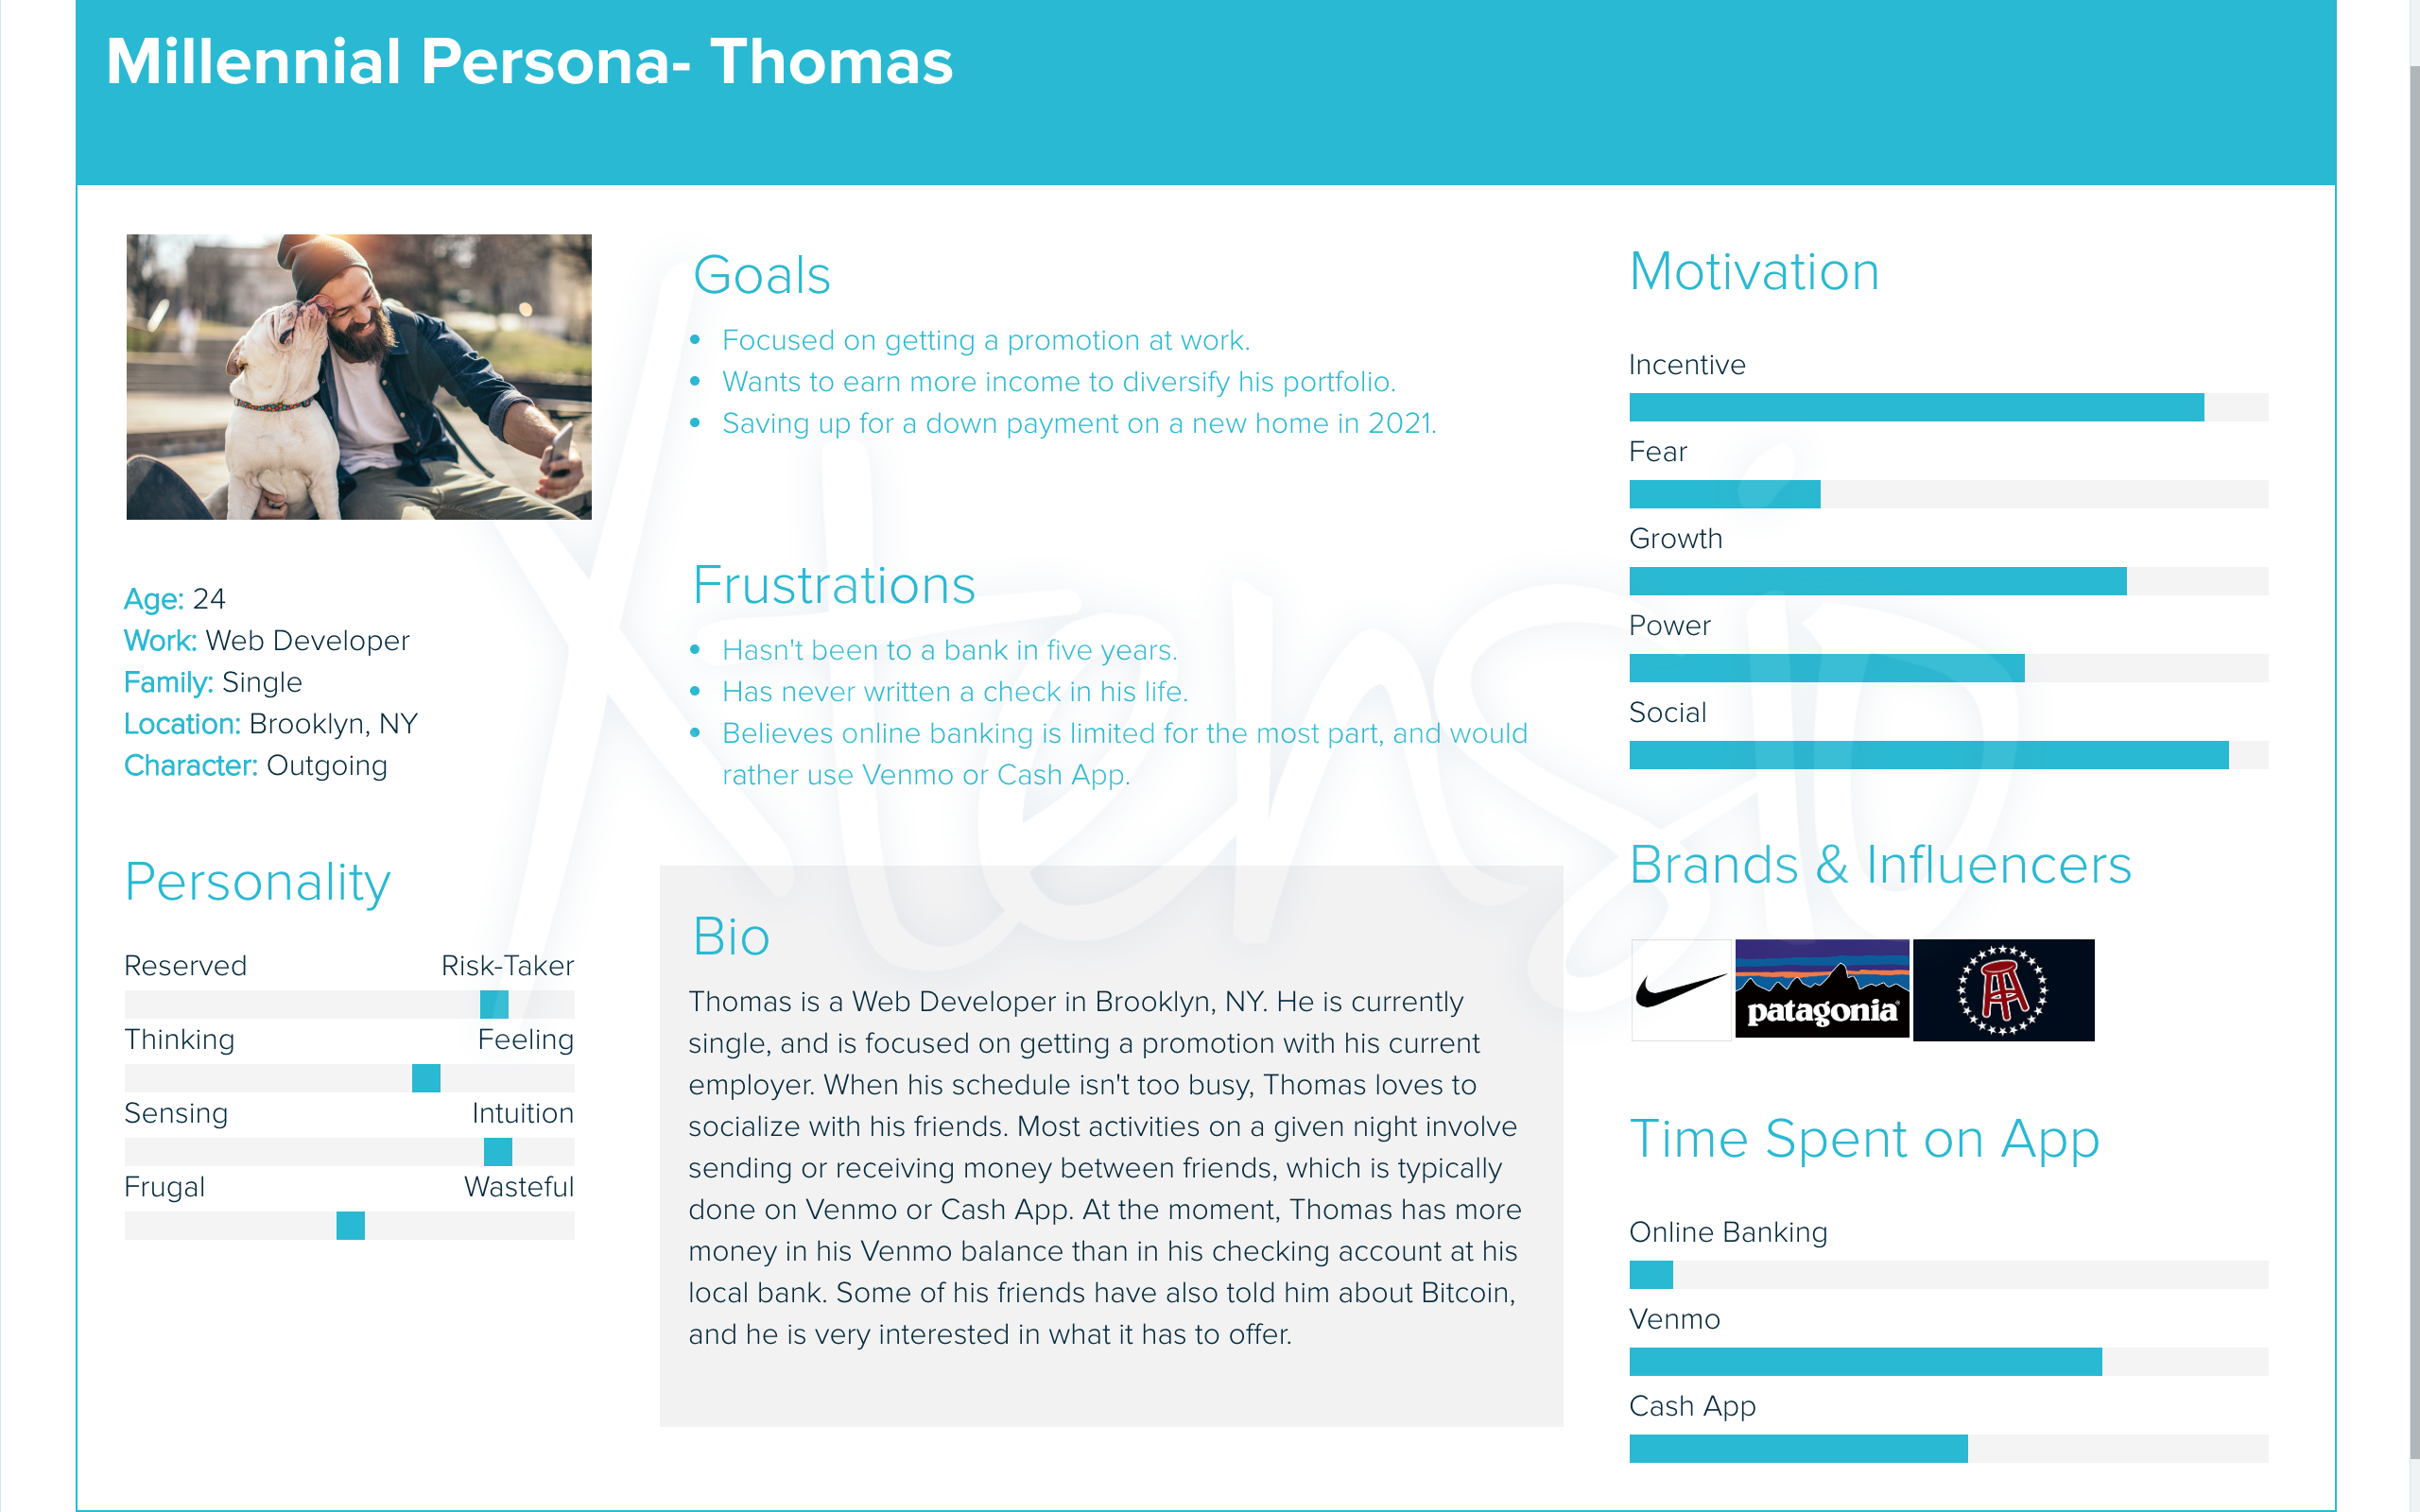 Millennial Persona- Thomas
Age: 24
Work: Web Developer
Family: Single
Location: Brooklyn, NY
Character: Outgoing
Personality
Reserved Risk-Taker
Thinking Feeling
Sensing Intuition
Frugal Wasteful
Goals
• Focused on getting a promotion at work.
• Wants to earn more income to diversify his portfolio.
• Saving up for a down payment on a new home in 2021.
Frustrations
• Hasn't been to a bank in five years.
• Has never written a check in his life.
• Believes online banking is limited for the most part, and would
rather use Venmo or Cash App.
Bio
Thomas is a Web Developer in Brooklyn, NY. He is currently
single, and is focused on getting a promotion with his current
employer. When his schedule isn't too busy, Thomas loves to
socialize with his friends. Most activities on a given night involve
sending or receiving money between friends, which is typically
done on Venmo or Cash App. At the moment, Thomas has more
money in his Venmo balance than in his checking account at his
local bank. Some of his friends have also told him about Bitcoin,
and he is very interested in what it has to offer.
Motivation
Incentive
Fear
Growth
Power
Social
Brands & Influencers
patagonia®
Time Spent on App
Online Banking
Venmo
Cash App
Xtensio